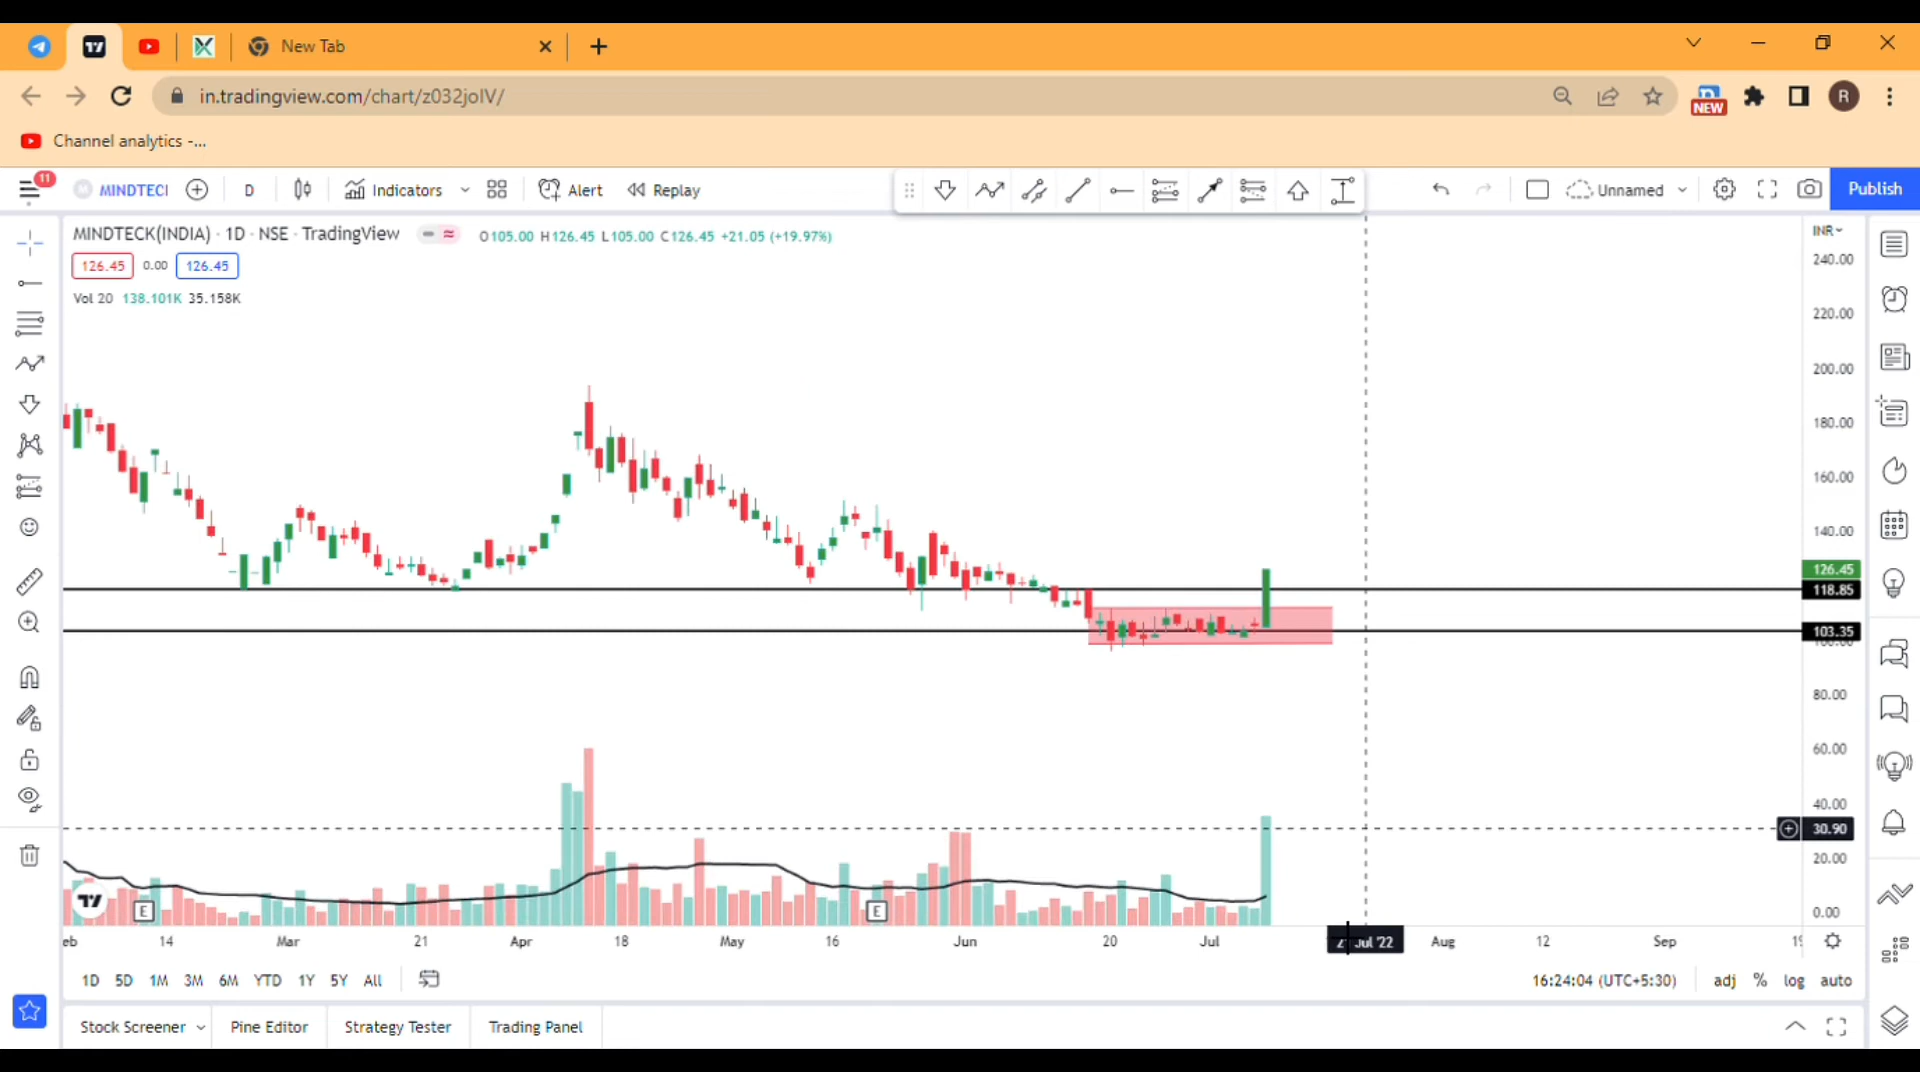 New Tab
in.tradingview.com/chart/z032joIV/
NEW
R
Channel analytics -...
11
MINDTECI
D
Indicators
Alert
Replay
Unnamed
Publish
MINDTECK(INDIA) · 1D · NSE · TradingView
O105.00 H126.45 L105.00 C126.45 +21.05 (+19.97%)
INR
126.45
0.00
126.45
Vol 20 138.101K 35.158K
240.00
220.00
200.00
180.00
160.00
140.00
126.45
118.85
103.35
80.00
60.00
40.00
30.90
20.00
0.00
E
E
eb
14
Mar
21
Apr
18
May
16
Jun
20
Jul
Jul '22
Aug
12
Sep
1D
5D
1M
3M
6M
YTD
1Y
5Y
All
16:24:04 (UTC+5:30)
adj
%
log
auto
Stock Screener
Pine Editor
Strategy Tester
Trading Panel